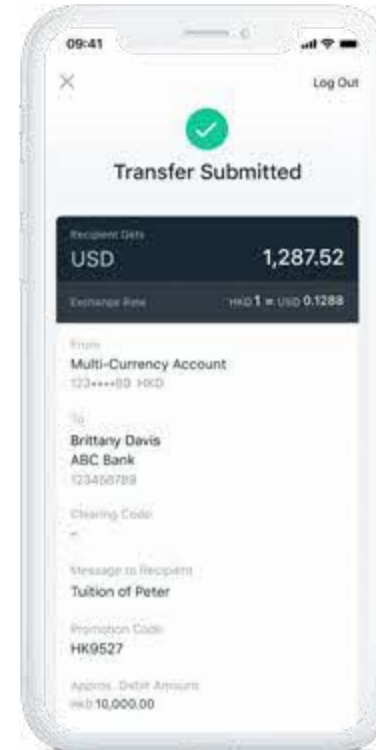 09:41
Log Out
Transfer Submitted
Recipient Gets
USD 1,287.52
Exchange Rate HKD 1 = USD 0.1288
From
Multi-Currency Account
123••••89 HKD
To
Brittany Davis
ABC Bank
123456789
Clearing Code
–
Message to Recipient
Tuition of Peter
Promotion Code
HK9527
Approx. Debit Amount
HKD 10,000.00